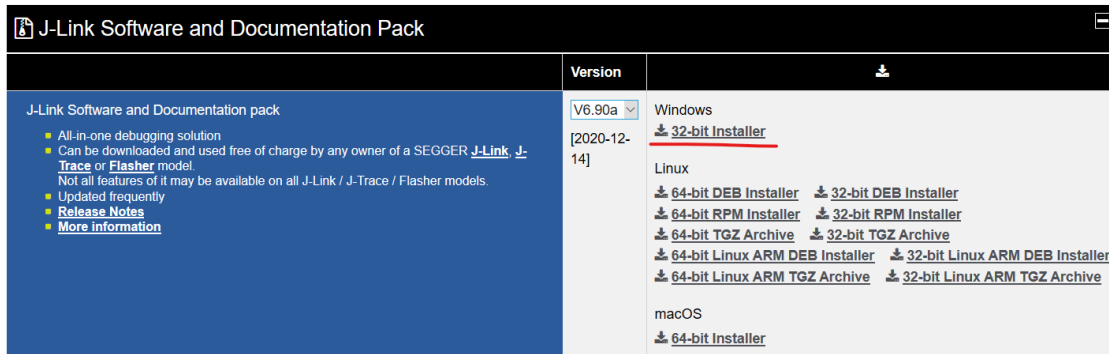 J-Link Software and Documentation Pack
Version
J-Link Software and Documentation pack
All-in-one debugging solution
Can be downloaded and used free of charge by any owner of a SEGGER J-Link, J-
Trace or Flasher model.
Not all features of it may be available on all J-Link / J-Trace / Flasher models.
Updated frequently
Release Notes
More information
V6.90a
[2020-12-
14]
Windows
32-bit Installer
Linux
64-bit DEB Installer 32-bit DEB Installer
64-bit RPM Installer 32-bit RPM Installer
64-bit TGZ Archive 32-bit TGZ Archive
64-bit Linux ARM DEB Installer 32-bit Linux ARM DEB Installer
64-bit Linux ARM TGZ Archive 32-bit Linux ARM TGZ Archive
macOS
64-bit Installer